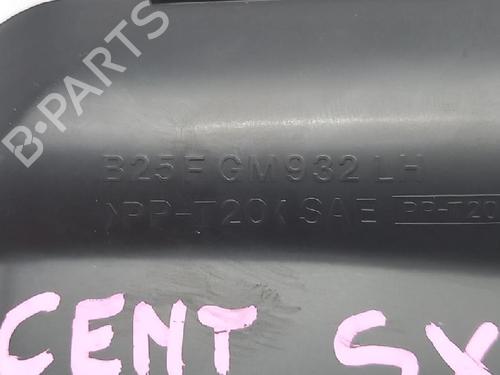 B-PARTS
B25F GM932 LH
>PP-T20< SAE PP-T20
CENT SX